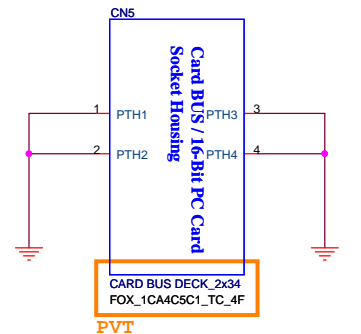 CN5
Card BUS / 16-Bit PC Card
Socket Housing
1 PTH1 PTH3 3
2 PTH2 PTH4 4
CARD BUS DECK_2x34
FOX_1CA4C5C1_TC_4F
PVT